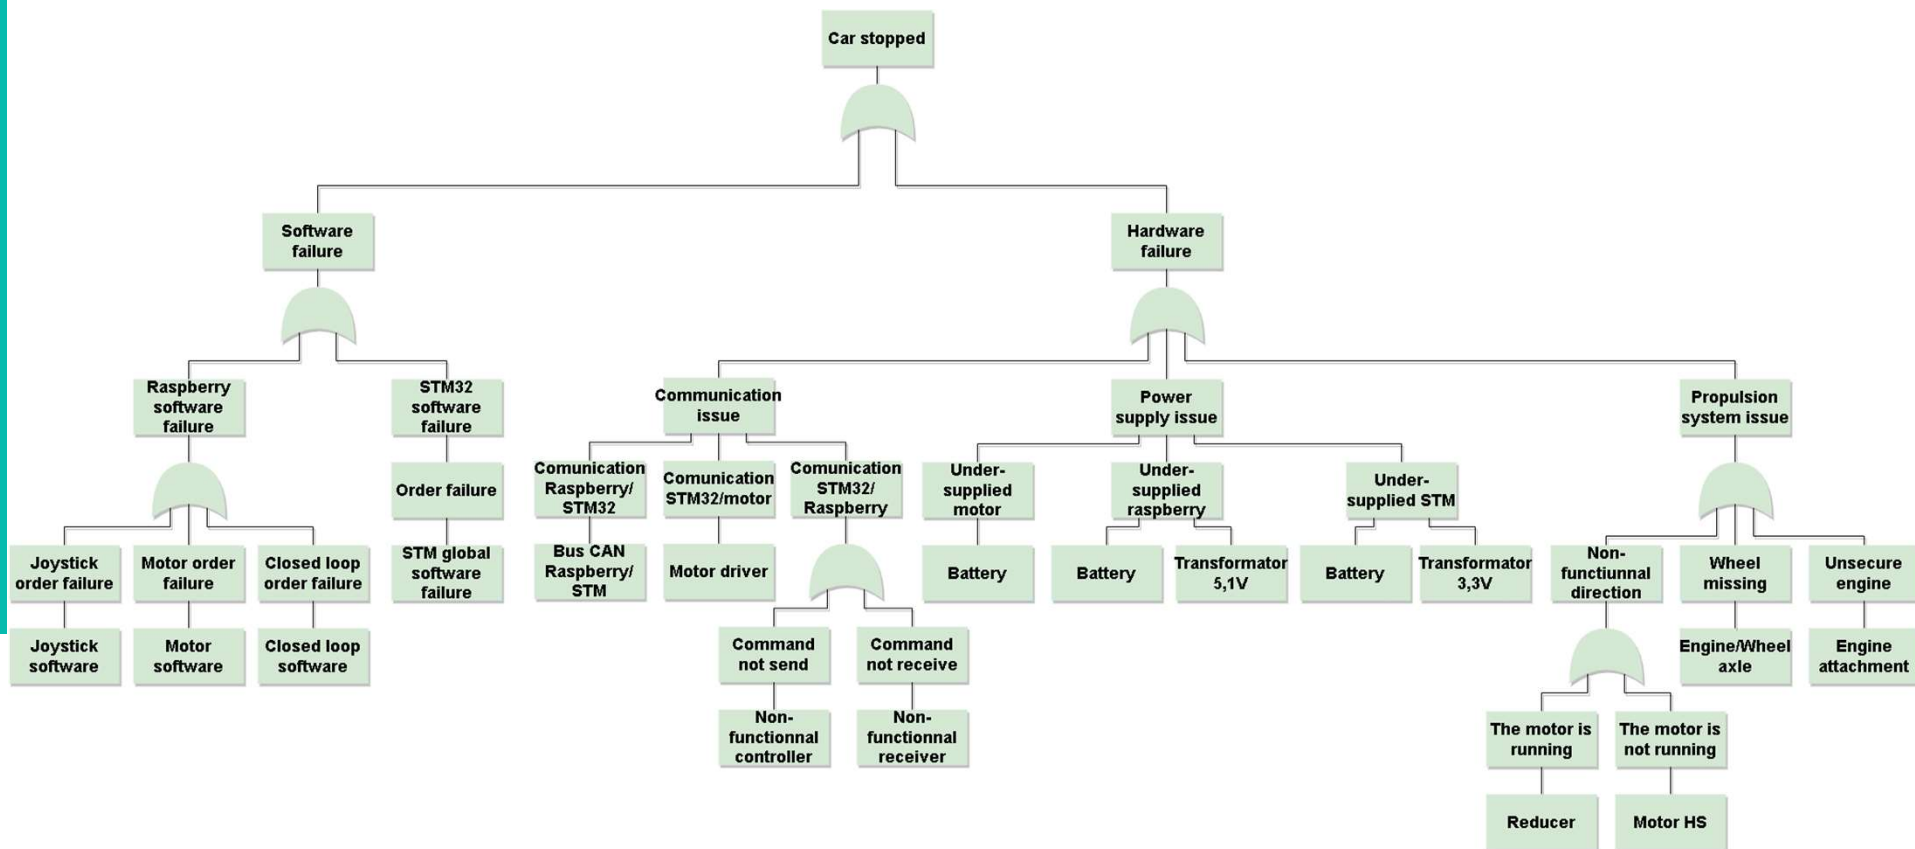 Car stopped
Software
failure
Hardware
failure
Raspberry
software
failure
STM32
software
failure
Communication
issue
Power
supply issue
Propulsion
system issue
Order failure
Comunication
Raspberry/
STM32
Comunication
STM32/motor
Comunication
STM32/
Raspberry
Under-
supplied
motor
Under-
supplied
raspberry
Under-
supplied STM
Joystick
order failure
Motor order
failure
Closed loop
order failure
STM global
software
failure
Bus CAN
Raspberry/
STM
Motor driver
Battery
Battery
Transformator
5,1V
Battery
Transformator
3,3V
Non-
functiunnal
direction
Wheel
missing
Unsecure
engine
Joystick
software
Motor
software
Closed loop
software
Command
not send
Command
not receive
Engine/Wheel
axle
Engine
attachment
Non-
functionnal
controller
Non-
functionnal
receiver
The motor is
running
The motor is
not running
Reducer
Motor HS